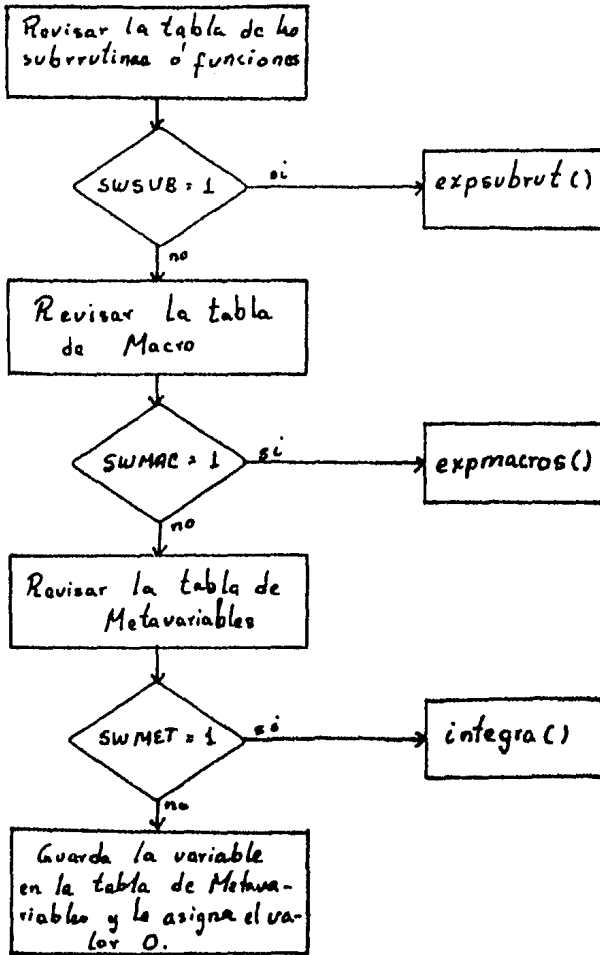 Revisar la tabla de las
subrrutinas ó funciones
SWSUB = 1
si
expsubrut()
no
Revisar la tabla
de Macro
SWMAC = 1
si
expmacros()
no
Revisar la tabla de
Metavariables
SWMET = 1
si
integra()
no
Guarda la variable
en la tabla de Metava-
riables y le asigna el va-
lor 0.